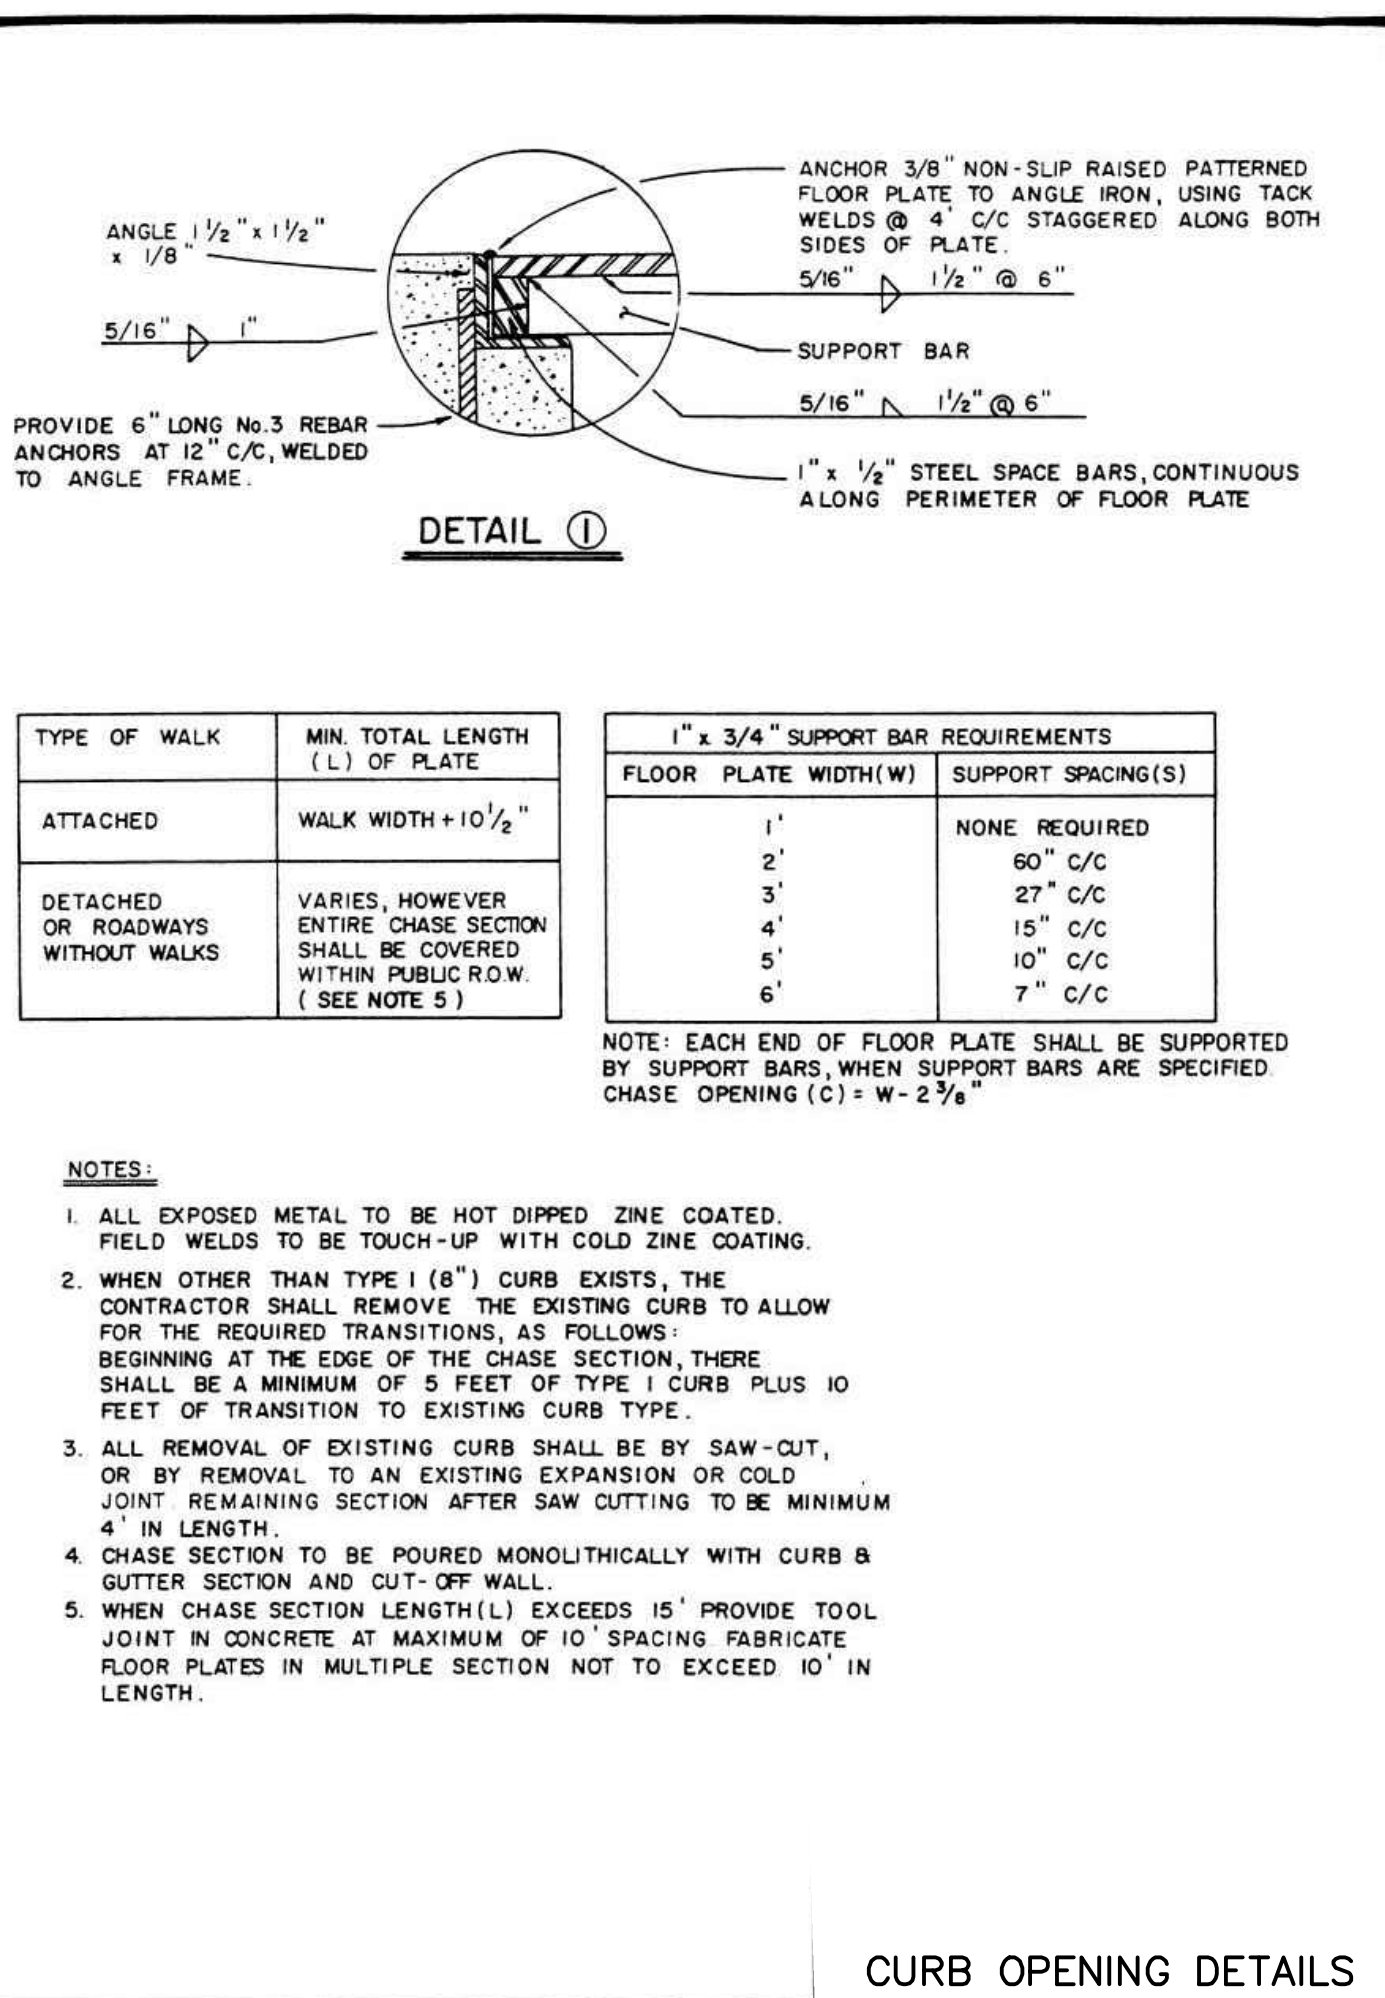 ANCHOR 3/8" NON-SLIP RAISED PATTERNED
FLOOR PLATE TO ANGLE IRON, USING TACK
WELDS @ 4' C/C STAGGERED ALONG BOTH
SIDES OF PLATE.
ANGLE 1 1/2" x 1 1/2"
x 1/8"
5/16" 1 1/2" @ 6"
5/16" 1"
SUPPORT BAR
5/16" 1 1/2" @ 6"
PROVIDE 6" LONG No.3 REBAR
ANCHORS AT 12" C/C, WELDED
TO ANGLE FRAME.
1" x 1/2" STEEL SPACE BARS, CONTINUOUS
ALONG PERIMETER OF FLOOR PLATE
DETAIL 1
TYPE OF WALK
MIN. TOTAL LENGTH
(L) OF PLATE
ATTACHED
WALK WIDTH + 10 1/2"
DETACHED
OR ROADWAYS
WITHOUT WALKS
VARIES, HOWEVER
ENTIRE CHASE SECTION
SHALL BE COVERED
WITHIN PUBLIC R.O.W.
( SEE NOTE 5 )
1" x 3/4" SUPPORT BAR REQUIREMENTS
FLOOR PLATE WIDTH(W) SUPPORT SPACING(S)
1' NONE REQUIRED
2' 60" C/C
3' 27" C/C
4' 15" C/C
5' 10" C/C
6' 7" C/C
NOTE: EACH END OF FLOOR PLATE SHALL BE SUPPORTED
BY SUPPORT BARS, WHEN SUPPORT BARS ARE SPECIFIED.
CHASE OPENING (C) = W - 2 3/8"
NOTES:
1. ALL EXPOSED METAL TO BE HOT DIPPED ZINE COATED.
FIELD WELDS TO BE TOUCH-UP WITH COLD ZINE COATING.
2. WHEN OTHER THAN TYPE 1 (8") CURB EXISTS, THE
CONTRACTOR SHALL REMOVE THE EXISTING CURB TO ALLOW
FOR THE REQUIRED TRANSITIONS, AS FOLLOWS:
BEGINNING AT THE EDGE OF THE CHASE SECTION, THERE
SHALL BE A MINIMUM OF 5 FEET OF TYPE 1 CURB PLUS 10
FEET OF TRANSITION TO EXISTING CURB TYPE.
3. ALL REMOVAL OF EXISTING CURB SHALL BE BY SAW-CUT,
OR BY REMOVAL TO AN EXISTING EXPANSION OR COLD
JOINT. REMAINING SECTION AFTER SAW CUTTING TO BE MINIMUM
4' IN LENGTH.
4. CHASE SECTION TO BE POURED MONOLITHICALLY WITH CURB &
GUTTER SECTION AND CUT-OFF WALL.
5. WHEN CHASE SECTION LENGTH(L) EXCEEDS 15' PROVIDE TOOL
JOINT IN CONCRETE AT MAXIMUM OF 10' SPACING. FABRICATE
FLOOR PLATES IN MULTIPLE SECTION NOT TO EXCEED 10' IN
LENGTH.
CURB OPENING DETAILS